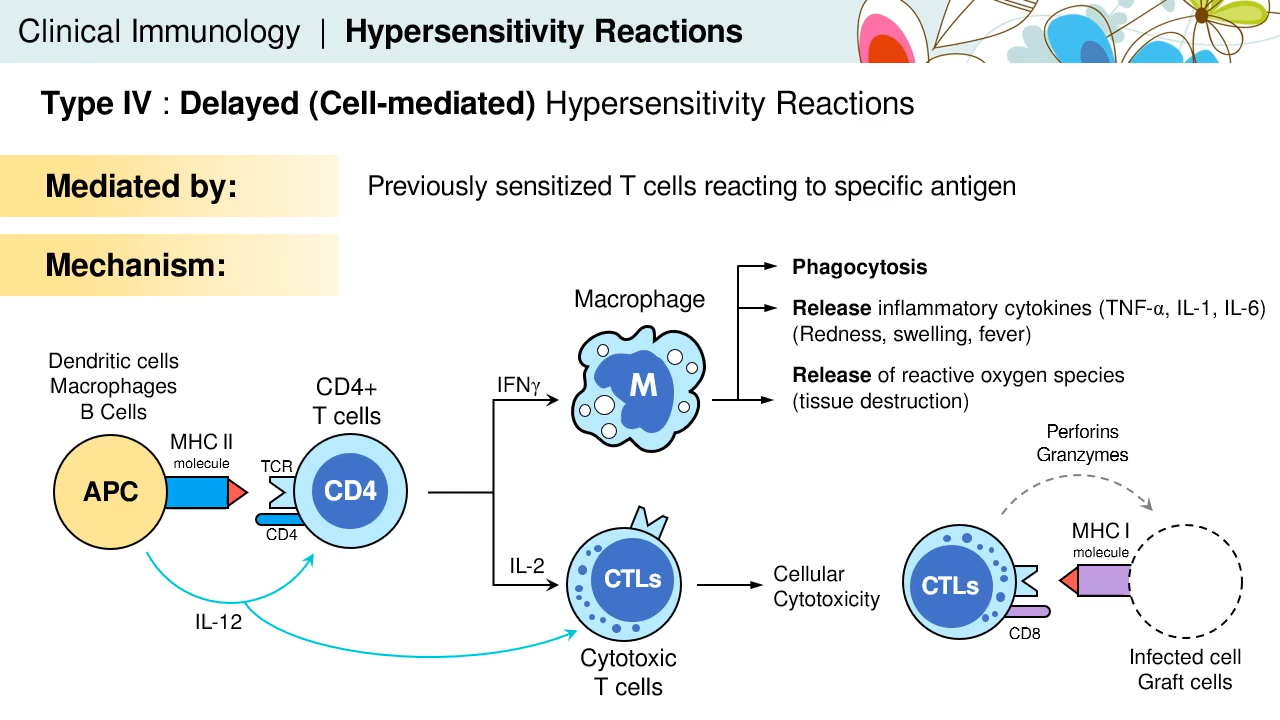 Clinical Immunology | Hypersensitivity Reactions
Type IV : Delayed (Cell-mediated) Hypersensitivity Reactions
Mediated by:
Previously sensitized T cells reacting to specific antigen
Mechanism:
Dendritic cells
Macrophages
B Cells
APC
MHC II
molecule
CD4+
T cells
TCR
CD4
CD4
IL-12
IFNγ
IL-2
Macrophage
M
Phagocytosis
Release inflammatory cytokines (TNF-α, IL-1, IL-6)
(Redness, swelling, fever)
Release of reactive oxygen species
(tissue destruction)
CTLs
Cytotoxic
T cells
Cellular
Cytotoxicity
Perforins
Granzymes
CTLs
CD8
MHC I
molecule
Infected cell
Graft cells